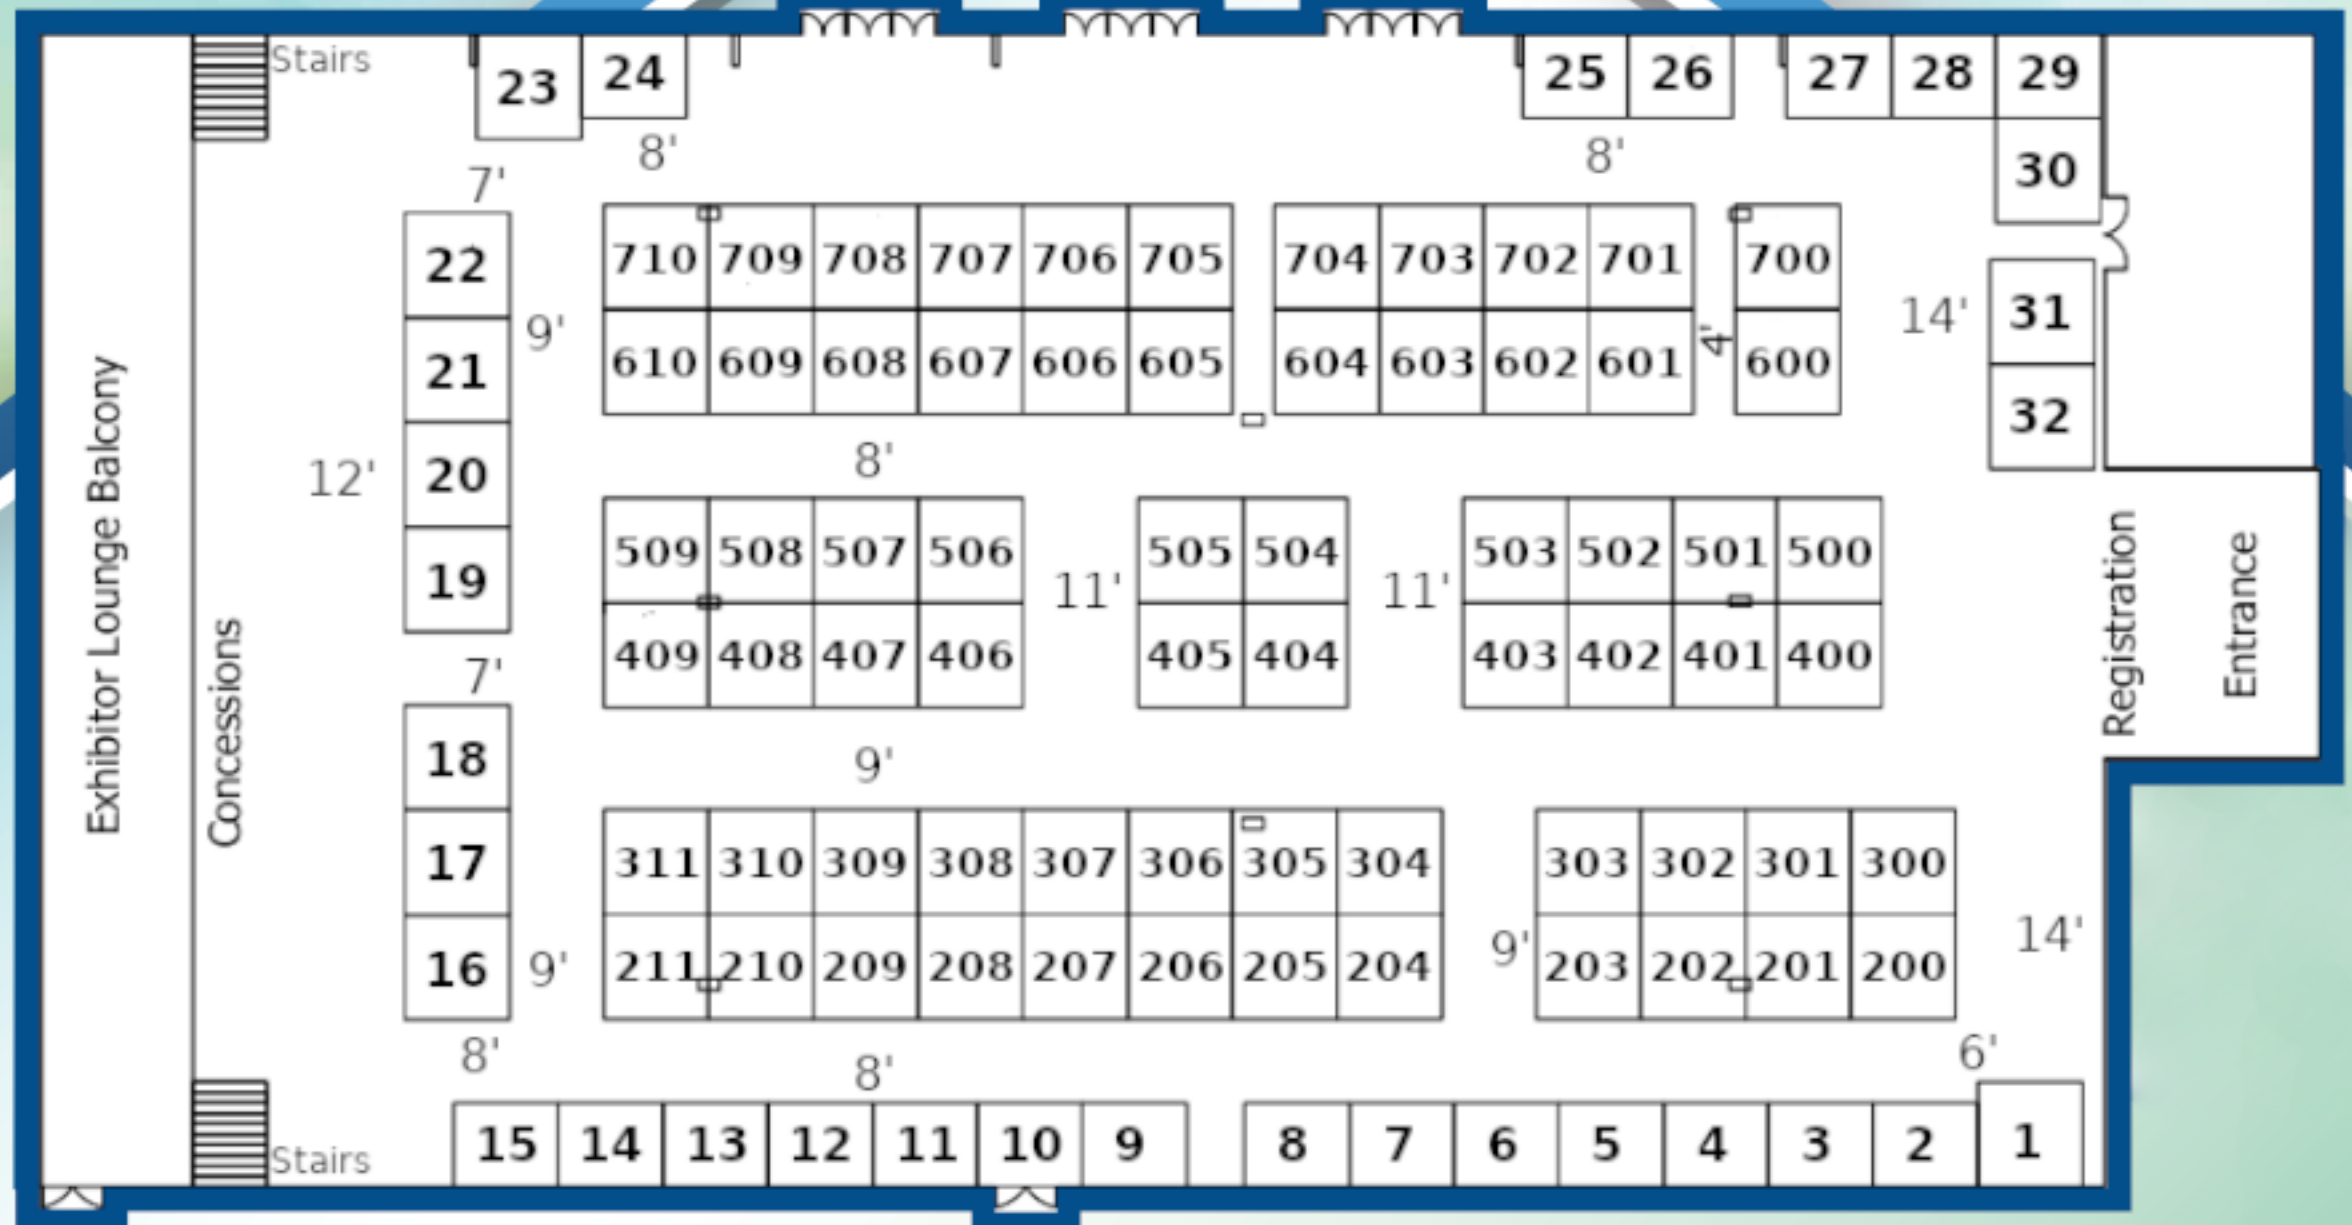 Stairs
23 24 25 26 27 28 29
8' 8'
30
7'
22 710 709 708 707 706 705 704 703 702 701 700
9' 14' 31
21 610 609 608 607 606 605 604 603 602 601 4' 600
32
8'
12' 20
509 508 507 506 505 504 503 502 501 500
19 11' 11'
409 408 407 406 405 404 403 402 401 400
7'
Exhibitor Lounge Balcony
Concessions
Registration
Entrance
18 9'
17 311 310 309 308 307 306 305 304 303 302 301 300
14'
16 9' 211 210 209 208 207 206 205 204 9' 203 202 201 200
8' 8' 6'
Stairs 15 14 13 12 11 10 9 8 7 6 5 4 3 2 1